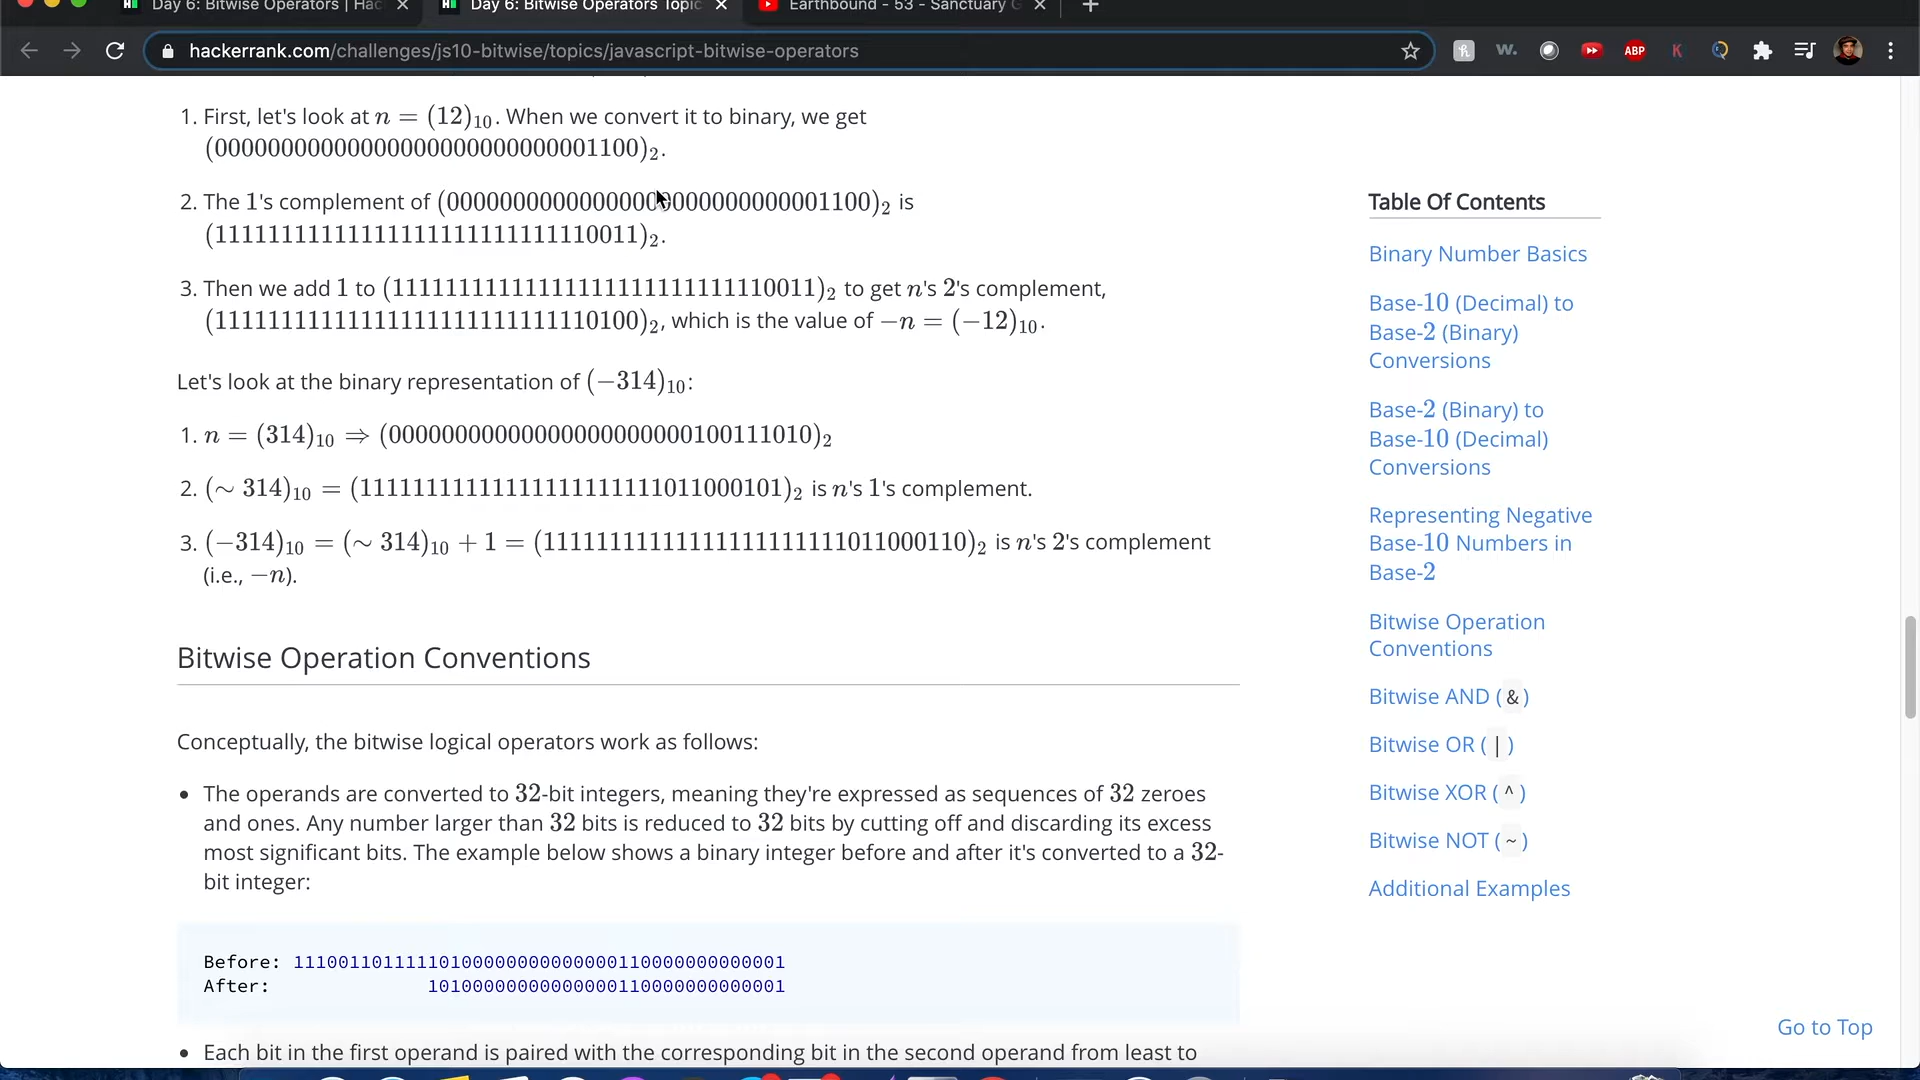 Day 6: Bitwise Operators | Hac
Day 6: Bitwise Operators Topic
Earthbound - 53 - Sanctuary G
hackerrank.com/challenges/js10-bitwise/topics/javascript-bitwise-operators
w.
ABP
K
1. First, let's look at n = (12)10. When we convert it to binary, we get
(00000000000000000000000000001100)2.
2. The 1's complement of (00000000000000000000000000001100)2 is
(11111111111111111111111111110011)2.
3. Then we add 1 to (11111111111111111111111111110011)2 to get n's 2's complement,
(11111111111111111111111111110100)2, which is the value of −n = (−12)10.
Let's look at the binary representation of (−314)10:
1. n = (314)10 ⇒ (00000000000000000000000100111010)2
2. (∼ 314)10 = (11111111111111111111111011000101)2 is n's 1's complement.
3. (−314)10 = (∼ 314)10 + 1 = (11111111111111111111111011000110)2 is n's 2's complement
(i.e., −n).
Bitwise Operation Conventions
Conceptually, the bitwise logical operators work as follows:
• The operands are converted to 32-bit integers, meaning they're expressed as sequences of 32 zeroes
and ones. Any number larger than 32 bits is reduced to 32 bits by cutting off and discarding its excess
most significant bits. The example below shows a binary integer before and after it's converted to a 32-
bit integer:
Before: 11100110111110100000000000000110000000000001
After:              10100000000000000110000000000001
• Each bit in the first operand is paired with the corresponding bit in the second operand from least to
Table Of Contents
Binary Number Basics
Base-10 (Decimal) to
Base-2 (Binary)
Conversions
Base-2 (Binary) to
Base-10 (Decimal)
Conversions
Representing Negative
Base-10 Numbers in
Base-2
Bitwise Operation
Conventions
Bitwise AND ( & )
Bitwise OR ( | )
Bitwise XOR ( ^ )
Bitwise NOT ( ~ )
Additional Examples
Go to Top